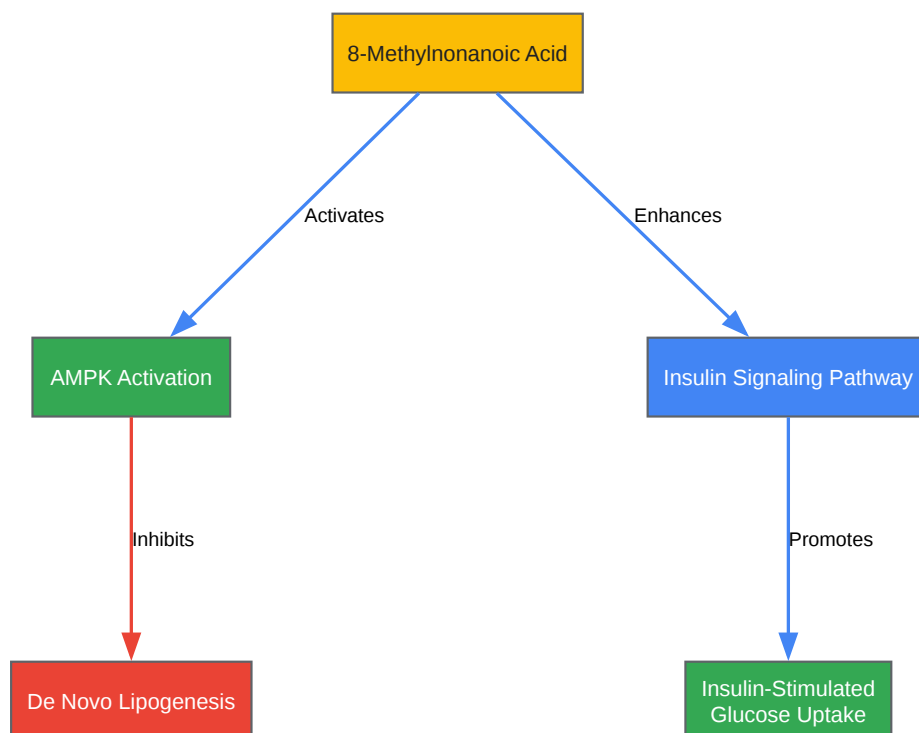 8-Methylnonanoic Acid
Activates
Enhances
AMPK Activation
Insulin Signaling Pathway
Inhibits
Promotes
De Novo Lipogenesis
Insulin-Stimulated
Glucose Uptake